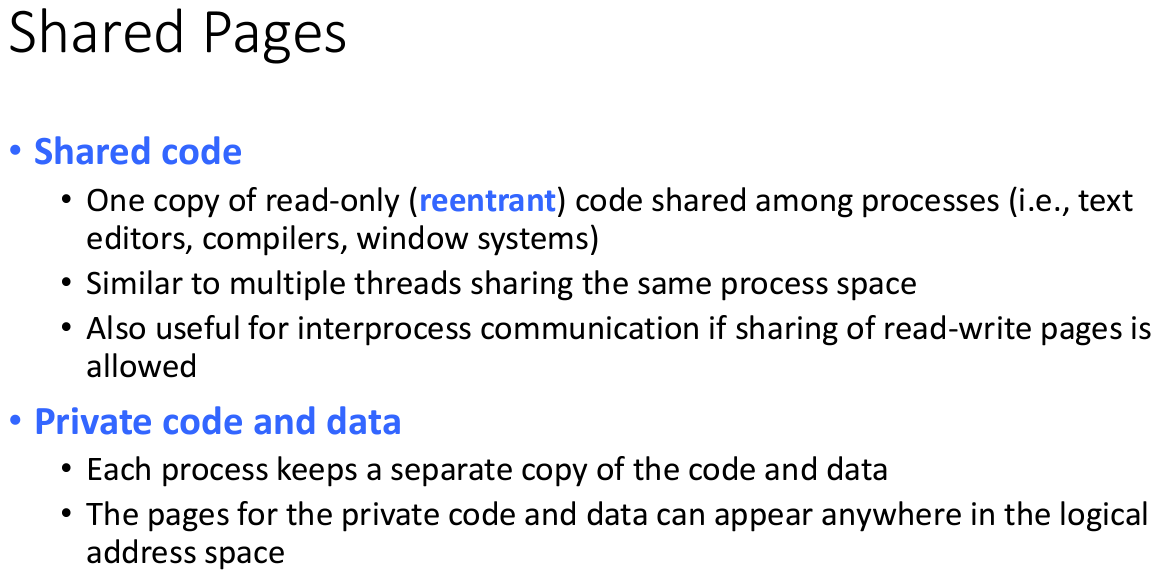 Shared Pages
• Shared code
• One copy of read-only (reentrant) code shared among processes (i.e., text
editors, compilers, window systems)
• Similar to multiple threads sharing the same process space
• Also useful for interprocess communication if sharing of read-write pages is
allowed
• Private code and data
• Each process keeps a separate copy of the code and data
• The pages for the private code and data can appear anywhere in the logical
address space